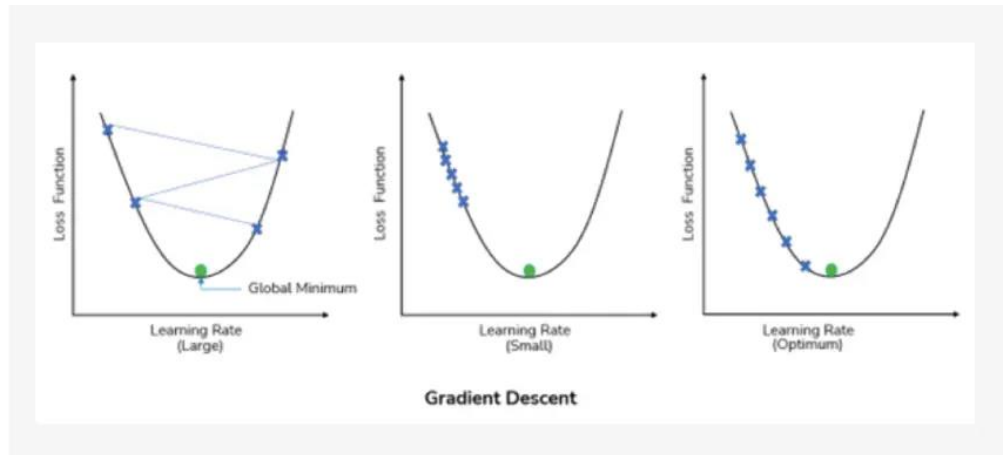 Loss Function
Global Minimum
Learning Rate
(Large)
Loss Function
Learning Rate
(Small)
Loss Function
Learning Rate
(Optimum)
Gradient Descent